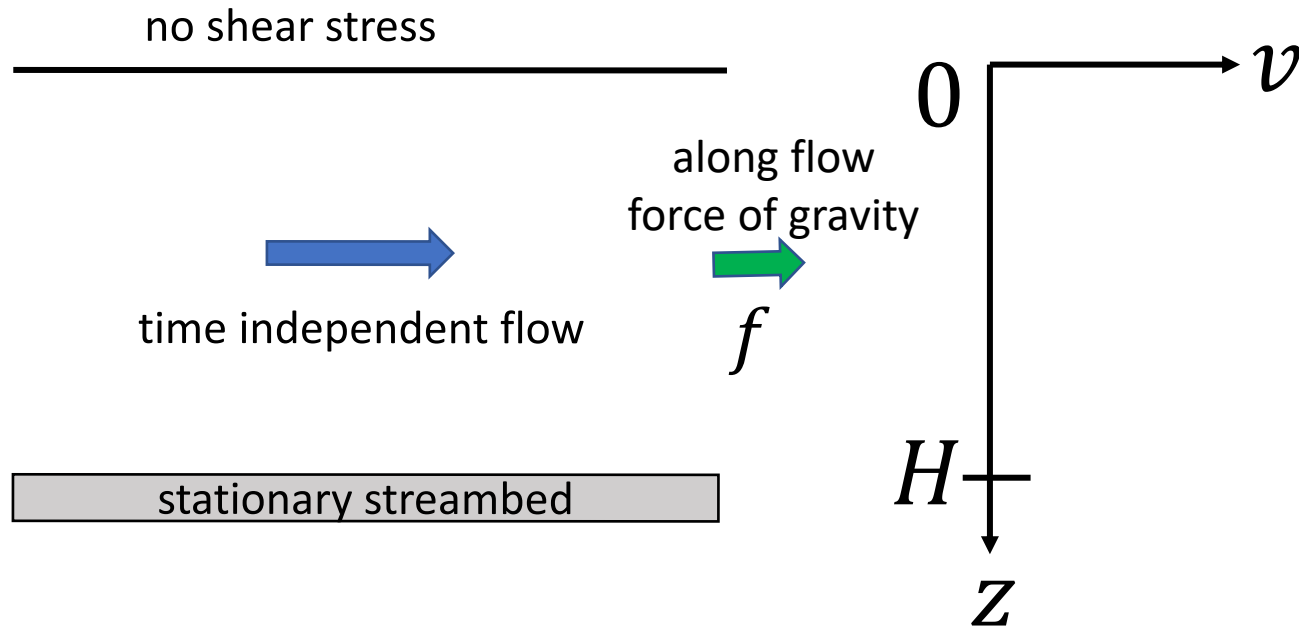 no shear stress
0
v
along flow
force of gravity
time independent flow
f
H
stationary streambed
z